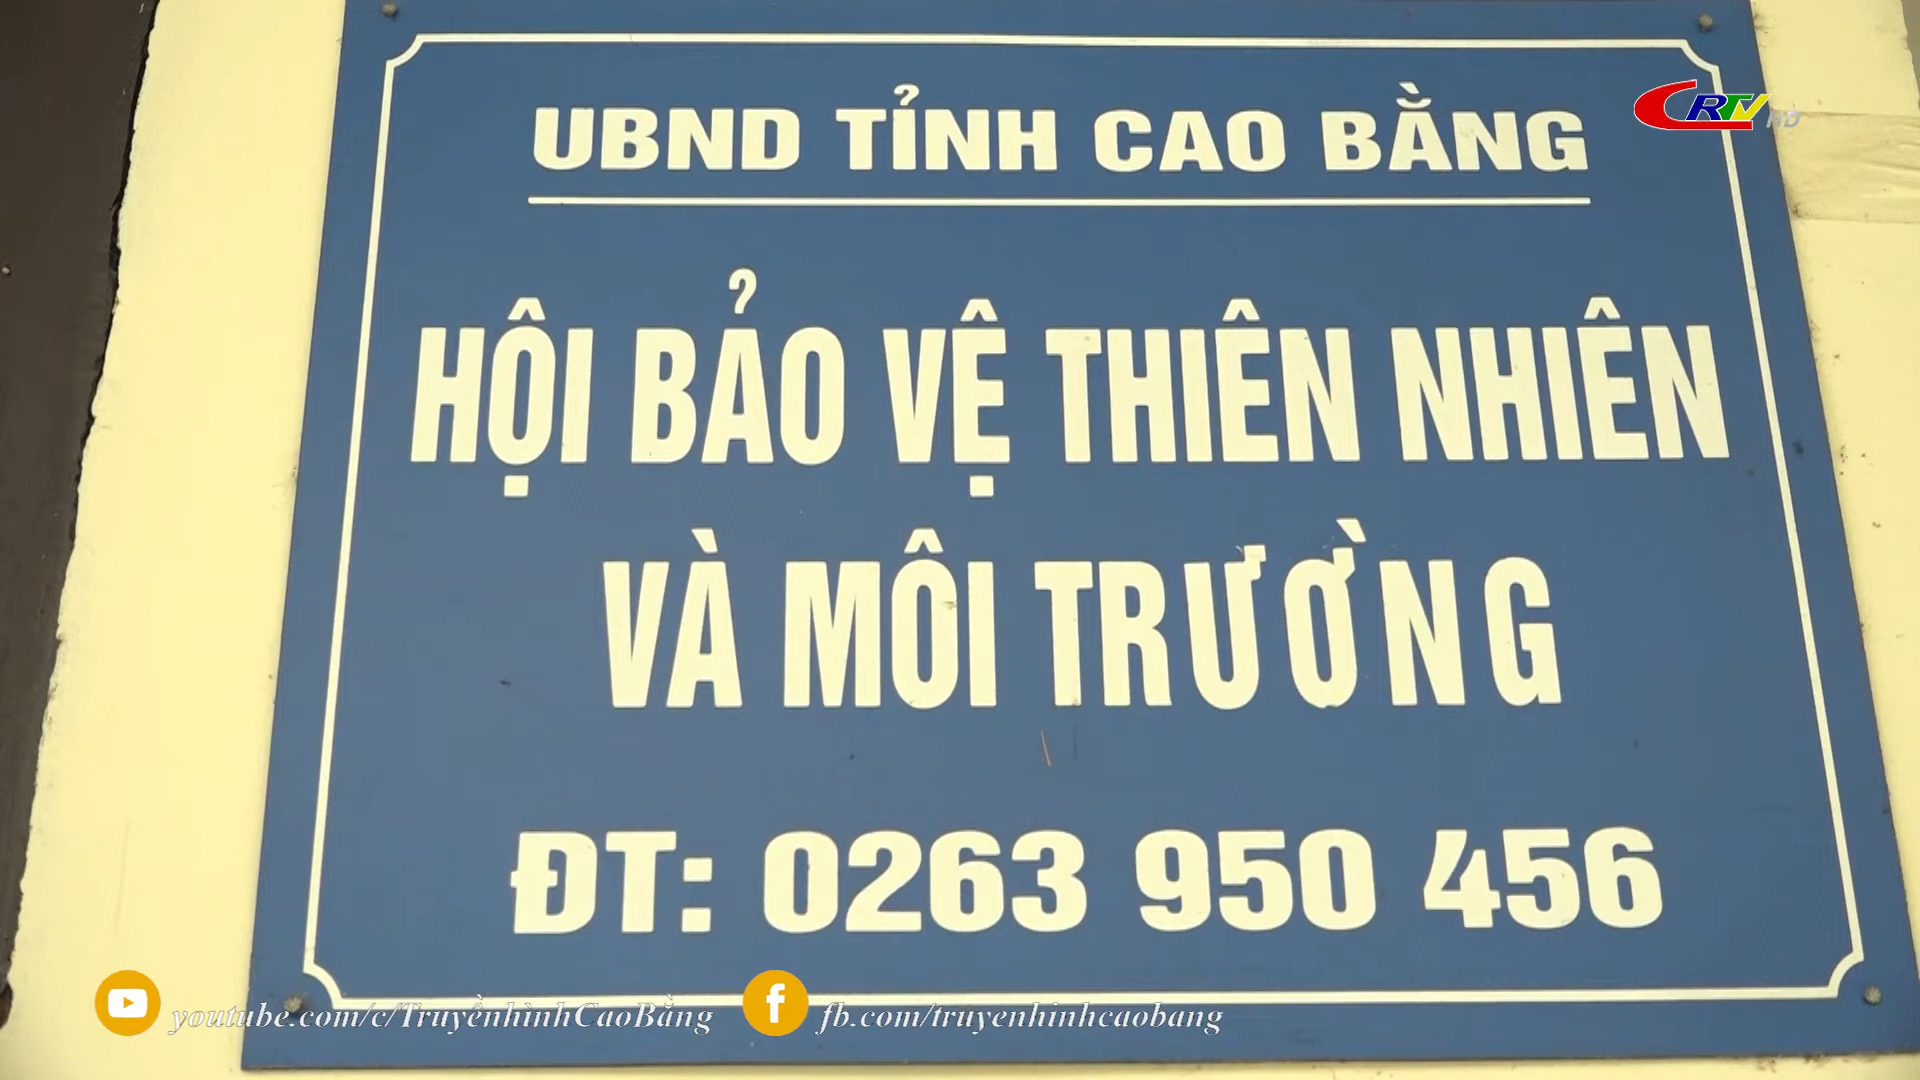 UBND TỈNH CAO BẰNG
CRTV HD
HỘI BẢO VỆ THIÊN NHIÊN
VÀ MÔI TRƯỜNG
ĐT: 0263 950 456
youtube.com/c/TruyềnhìnhCaoBằng
fb.com/truyenhinhcaobang